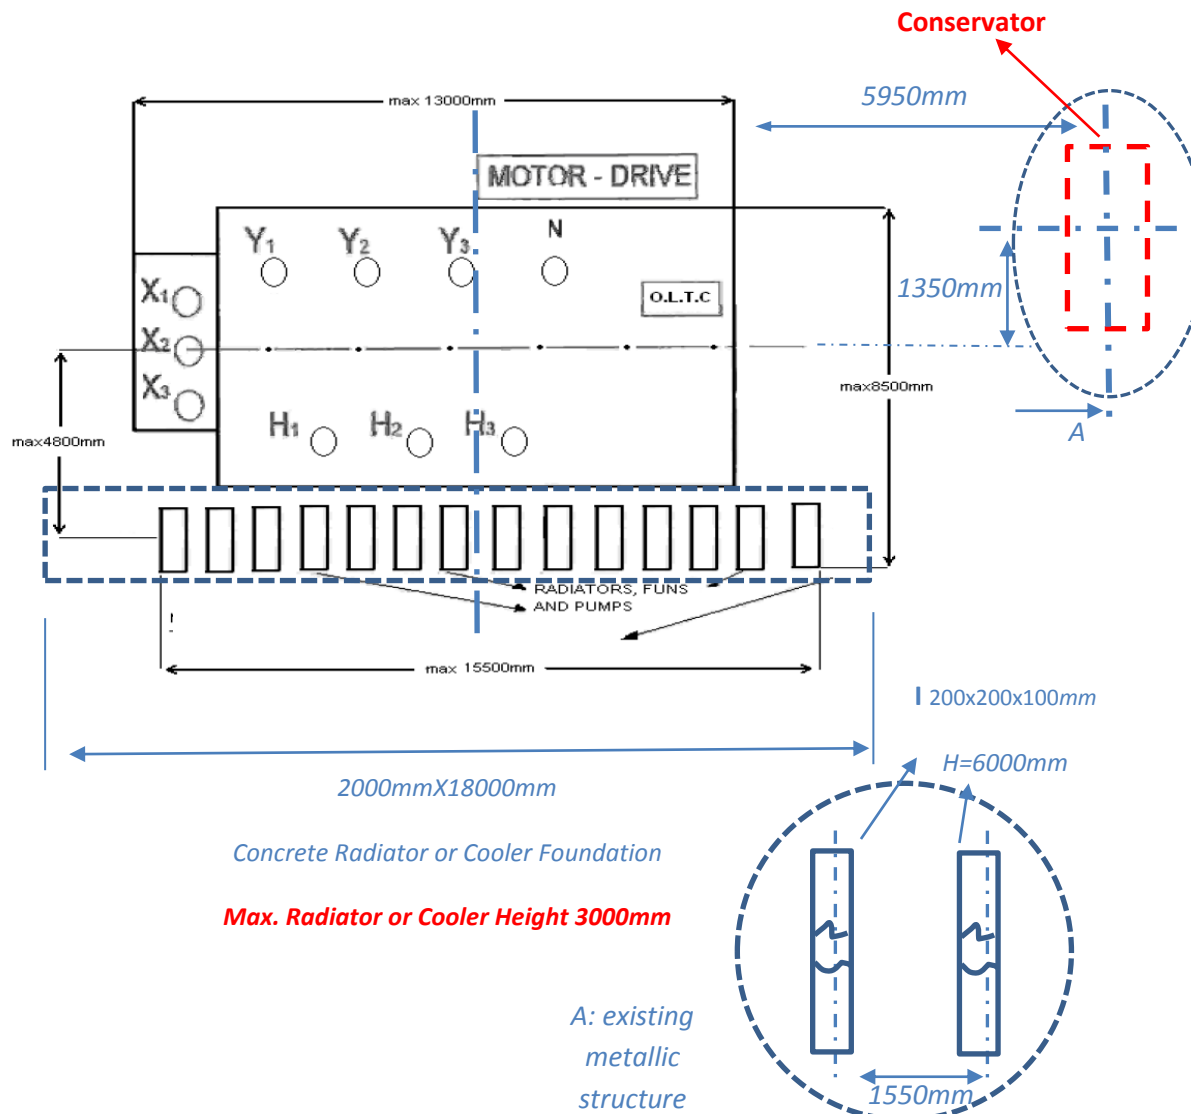 Conservator
5950mm
max 13000mm
MOTOR - DRIVE
Y1 Y2 Y3 N
X1
O.L.T.C
1350mm
X2
X3
max8500mm
max4800mm
H1 H2 H3
A
RADIATORS, FUNS
AND PUMPS
max 15500mm
I 200x200x100mm
H=6000mm
2000mmX18000mm
Concrete Radiator or Cooler Foundation
Max. Radiator or Cooler Height 3000mm
A: existing
metallic
structure
1550mm